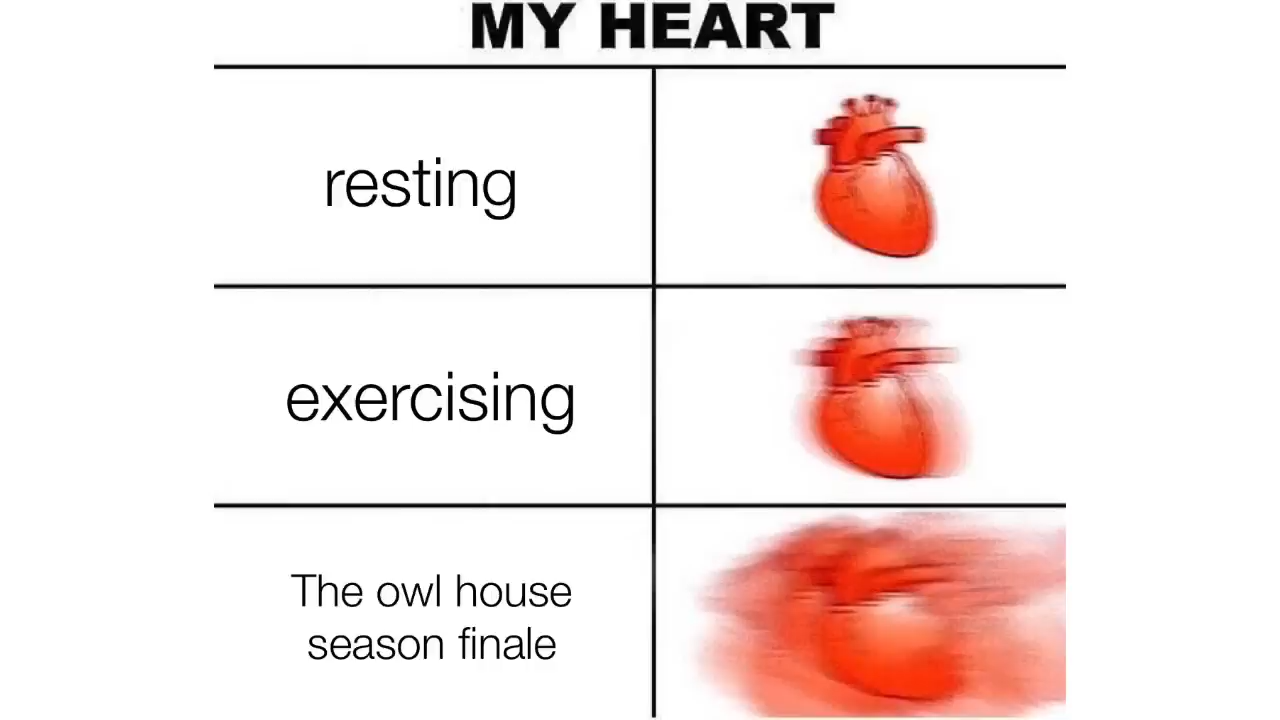 MY HEART
resting
exercising
The owl house
season finale